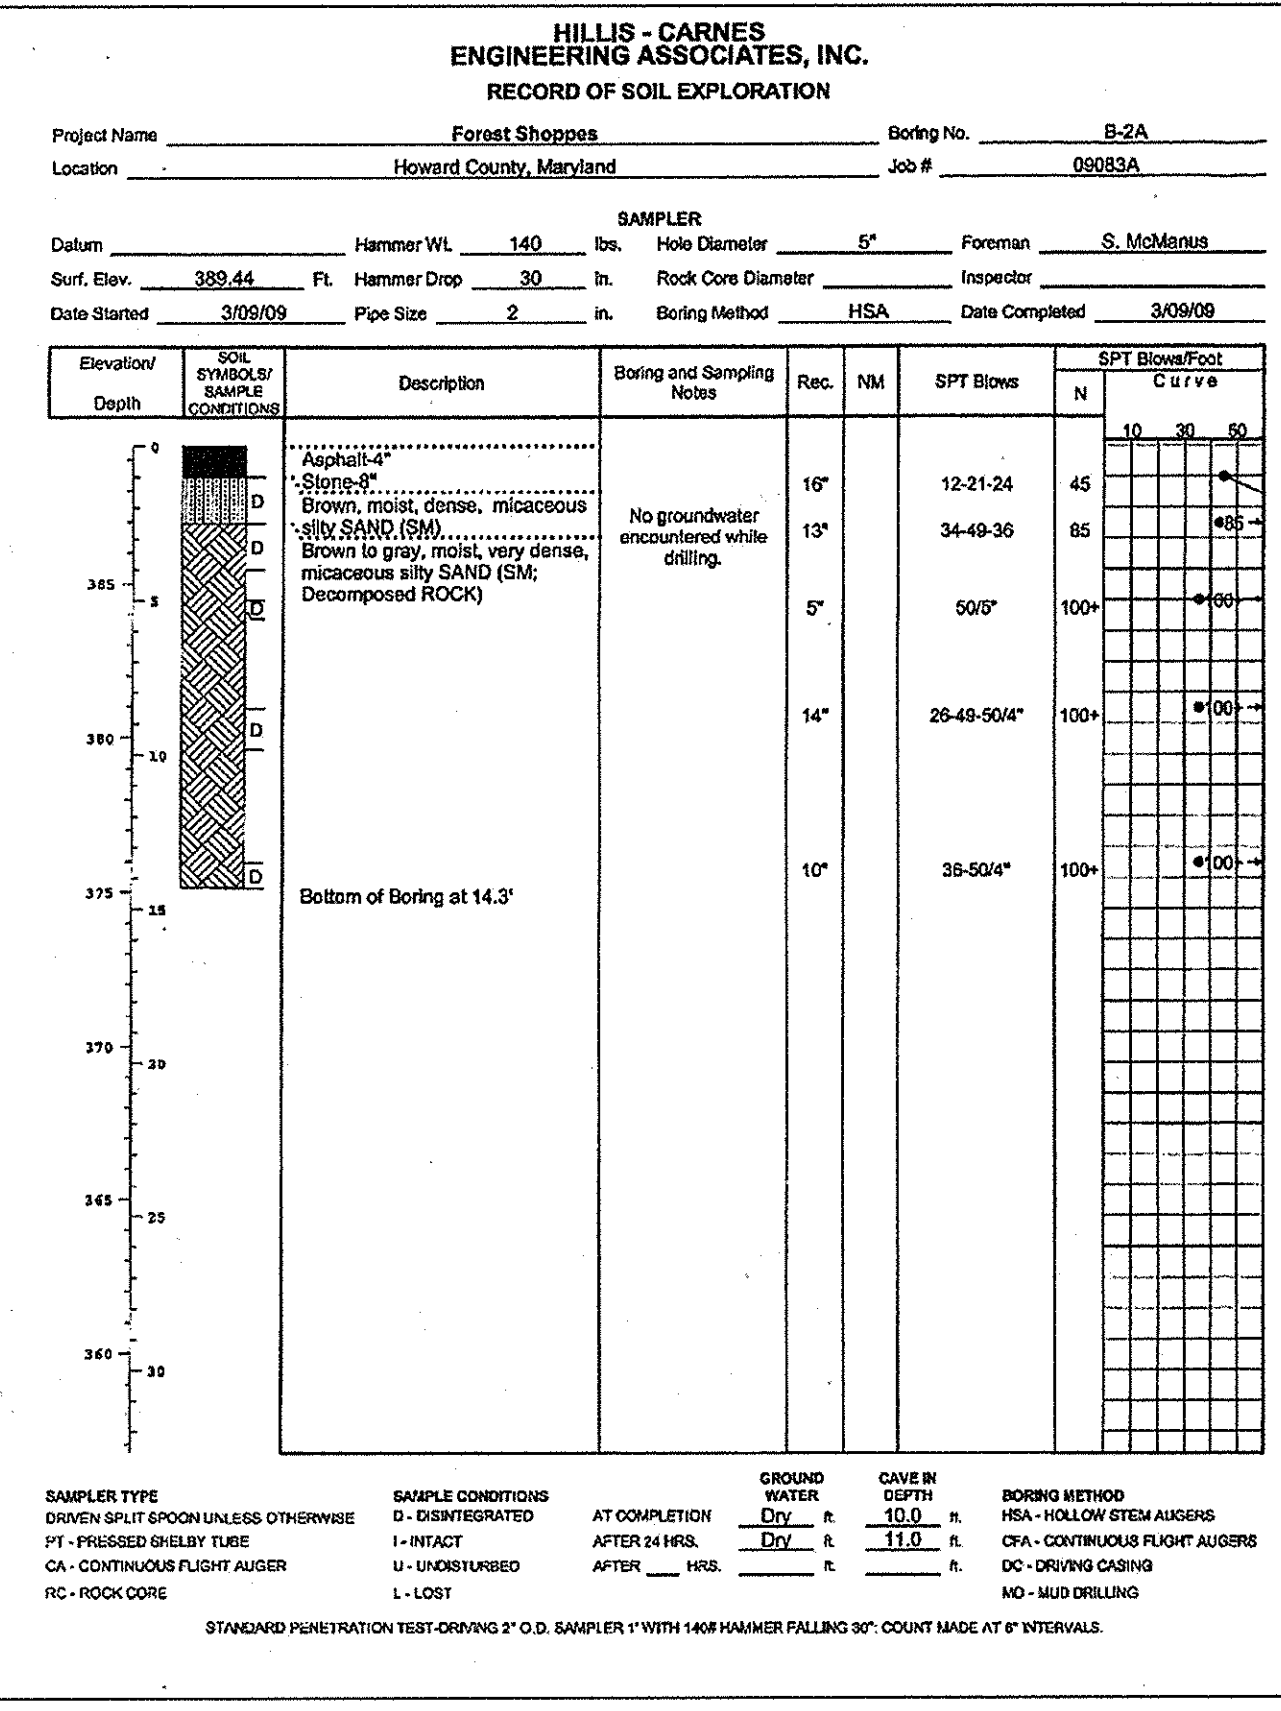 HILLIS - CARNES
ENGINEERING ASSOCIATES, INC.
RECORD OF SOIL EXPLORATION
Project Name Forest Shoppes Boring No. B-2A
Location Howard County, Maryland Job # 09083A
SAMPLER
Datum Hammer Wt. 140 lbs. Hole Diameter 5" Foreman S. McManus
Surf. Elev. 389.44 Ft. Hammer Drop 30 in. Rock Core Diameter Inspector
Date Started 3/09/09 Pipe Size 2 in. Boring Method HSA Date Completed 3/09/09
Elevation/
Depth
SOIL
SYMBOLS/
SAMPLE
CONDITIONS
Description
Boring and Sampling
Notes
Rec.
NM
SPT Blows
SPT Blows/Foot
N
Curve
10 30 50
0
Asphalt-4"
Stone-8"
D
16" 12-21-24 45
Brown, moist, dense, micaceous
silty SAND (SM)
No groundwater
encountered while
drilling.
13" 34-49-36 85 85
D
Brown to gray, moist, very dense,
micaceous silty SAND (SM;
Decomposed ROCK)
385
5 D
5" 50/5" 100+ 100
D
14" 26-49-50/4" 100+ 100
380
10
D
10" 36-50/4" 100+ 100
375
Bottom of Boring at 14.3'
15
370
20
365
25
360
30
SAMPLER TYPE
DRIVEN SPLIT SPOON UNLESS OTHERWISE
PT - PRESSED SHELBY TUBE
CA - CONTINUOUS FLIGHT AUGER
RC - ROCK CORE
SAMPLE CONDITIONS
D - DISINTEGRATED
I - INTACT
U - UNDISTURBED
L - LOST
GROUND
WATER
CAVE IN
DEPTH
AT COMPLETION Dry ft. 10.0 ft.
AFTER 24 HRS. Dry ft. 11.0 ft.
AFTER ____ HRS. ft. ft.
BORING METHOD
HSA - HOLLOW STEM AUGERS
CFA - CONTINUOUS FLIGHT AUGERS
DC - DRIVING CASING
MD - MUD DRILLING
STANDARD PENETRATION TEST-DRIVING 2" O.D. SAMPLER 1' WITH 140# HAMMER FALLING 30": COUNT MADE AT 6" INTERVALS.